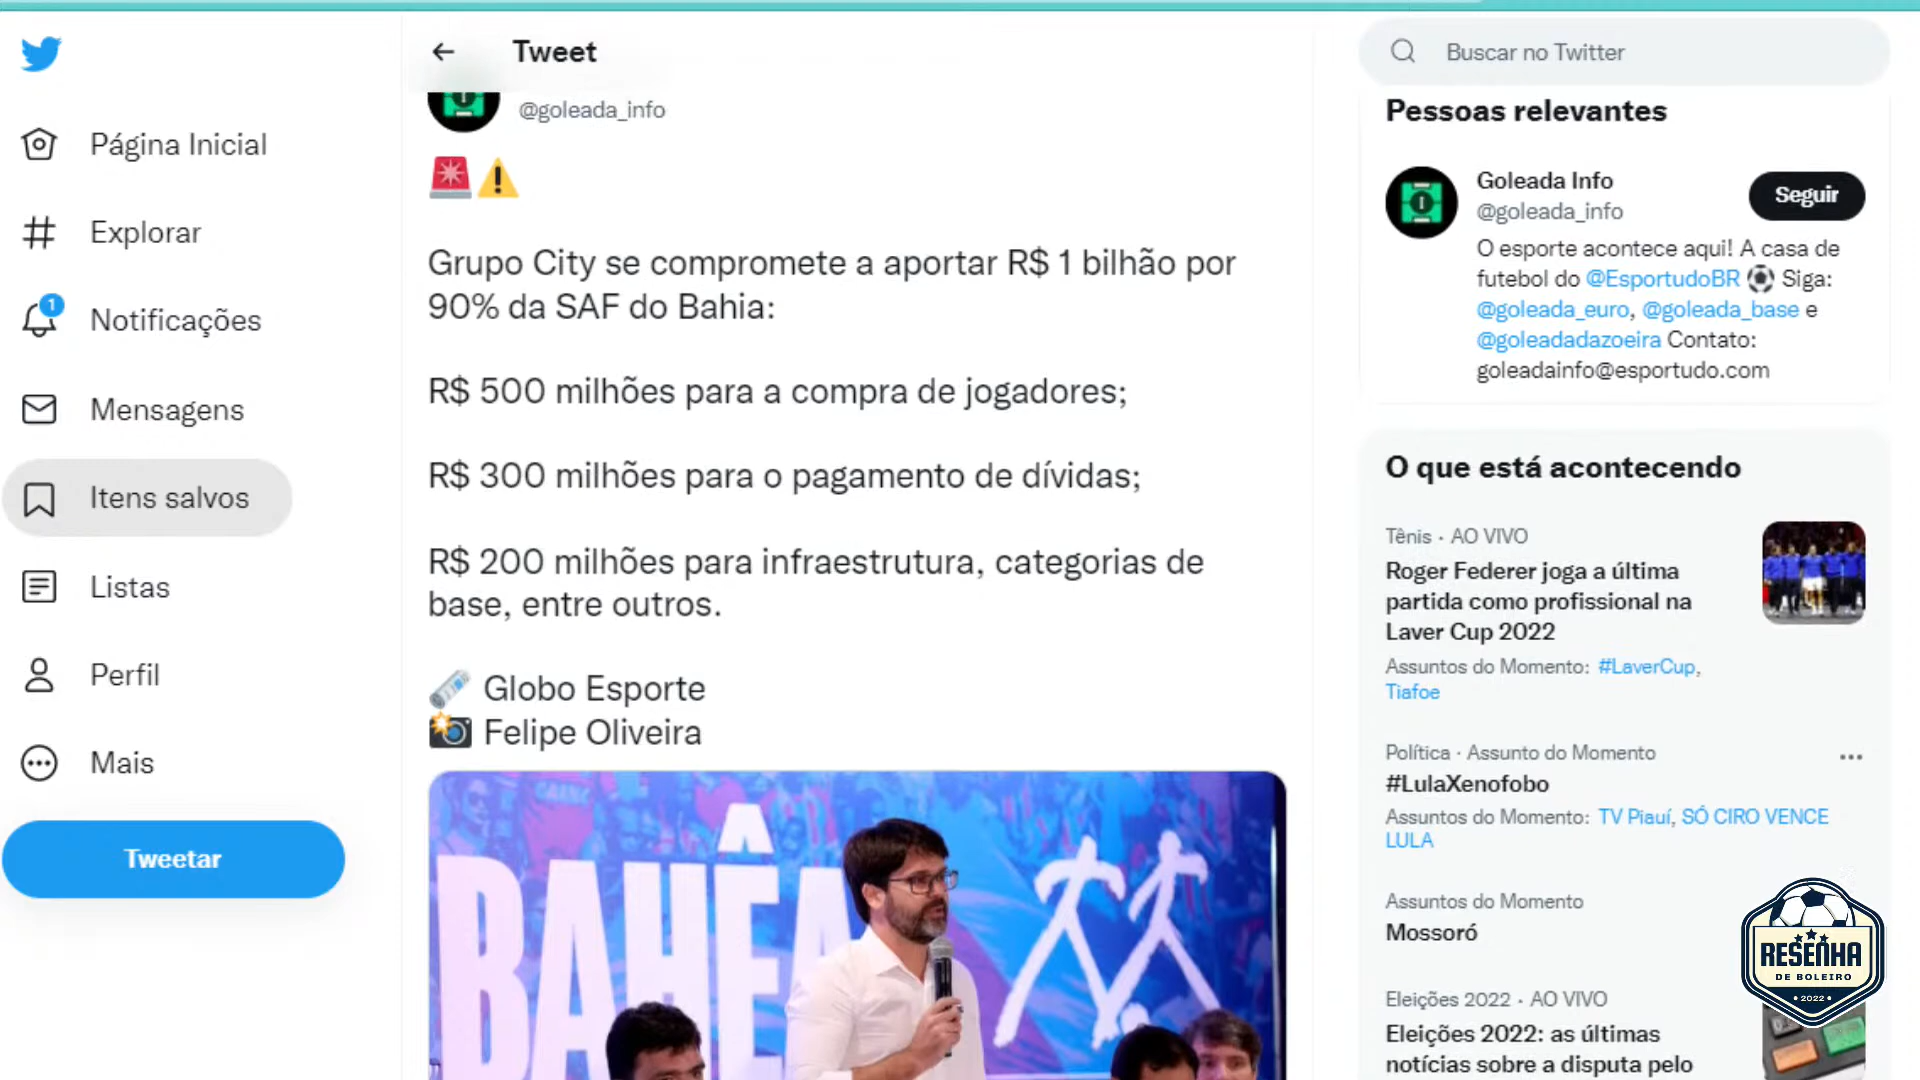 Tweet
@goleada_info
Grupo City se compromete a aportar R$ 1 bilhão por
90% da SAF do Bahia:
R$ 500 milhões para a compra de jogadores;
R$ 300 milhões para o pagamento de dívidas;
R$ 200 milhões para infraestrutura, categorias de
base, entre outros.
Globo Esporte
Felipe Oliveira
BAHÊA
Página Inicial
Explorar
1
Notificações
Mensagens
Itens salvos
Listas
Perfil
Mais
Tweetar
Buscar no Twitter
Pessoas relevantes
Goleada Info
@goleada_info
Seguir
O esporte acontece aqui! A casa de
futebol do @EsportudoBR ⚽ Siga:
@goleada_euro, @goleada_base e
@goleadadazoeira Contato:
goleadainfo@esportudo.com
O que está acontecendo
Tênis · AO VIVO
Roger Federer joga a última
partida como profissional na
Laver Cup 2022
Assuntos do Momento: #LaverCup,
Tiafoe
Política · Assunto do Momento
#LulaXenofobo
Assuntos do Momento: TV Piauí, SÓ CIRO VENCE
LULA
Assuntos do Momento
Mossoró
Eleições 2022 · AO VIVO
Eleições 2022: as últimas
notícias sobre a disputa pelo
RESENHA
DE BOLEIRO
• 2022 •